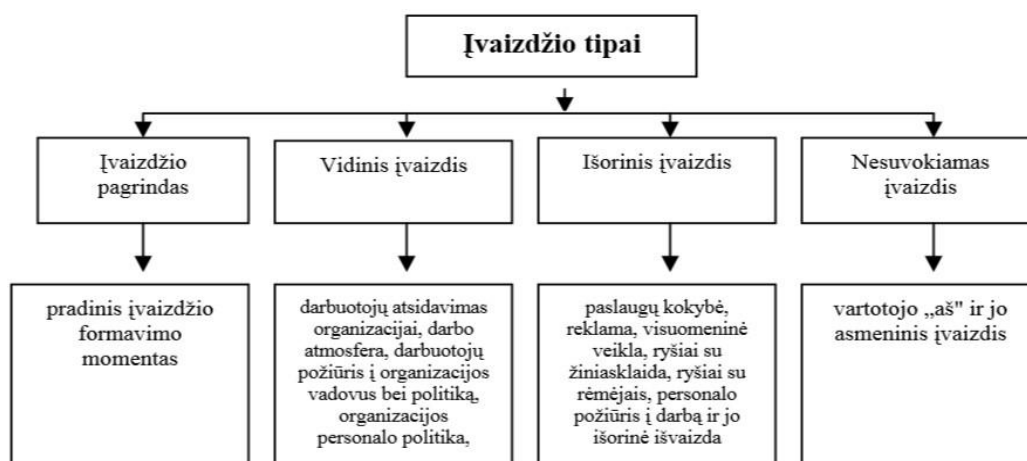 Įvaizdžio tipai
Įvaizdžio
pagrindas
Vidinis įvaizdis
Išorinis įvaizdis
Nesuvokiamas
įvaizdis
pradinis įvaizdžio
formavimo
momentas
darbuotojų atsidavimas
organizacijai, darbo
atmosfera, darbuotojų
požiūris į organizacijos
vadovus bei politiką,
organizacijos
personalo politika,
paslaugų kokybė,
reklama, visuomeninė
veikla, ryšiai su
žiniasklaida, ryšiai su
rėmėjais, personalo
požiūris į darbą ir jo
išorinė išvaizda
vartotojo „aš" ir jo
asmeninis įvaizdis